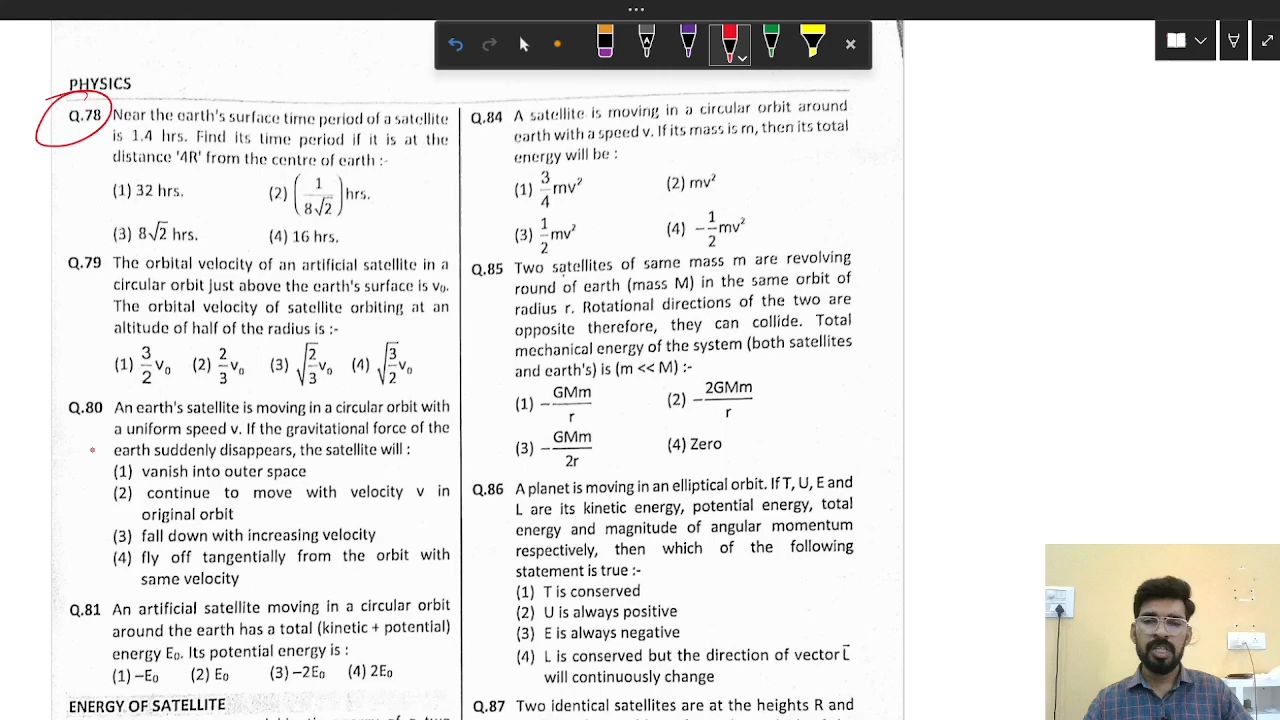 PHYSICS
Q.78 Near the earth's surface time period of a satellite
is 1.4 hrs. Find its time period if it is at the
distance '4R' from the centre of earth :-
(1) 32 hrs. (2) (1/8√2) hrs.
(3) 8√2 hrs. (4) 16 hrs.
Q.79 The orbital velocity of an artificial satellite in a
circular orbit just above the earth's surface is v₀.
The orbital velocity of satellite orbiting at an
altitude of half of the radius is :-
(1) 3/2 v₀ (2) 2/3 v₀ (3) √(2/3) v₀ (4) √(3/2) v₀
Q.80 An earth's satellite is moving in a circular orbit with
a uniform speed v. If the gravitational force of the
earth suddenly disappears, the satellite will :
(1) vanish into outer space
(2) continue to move with velocity v in
original orbit
(3) fall down with increasing velocity
(4) fly off tangentially from the orbit with
same velocity
Q.81 An artificial satellite moving in a circular orbit
around the earth has a total (kinetic + potential)
energy E₀. Its potential energy is :
(1) –E₀ (2) E₀ (3) –2E₀ (4) 2E₀
ENERGY OF SATELLITE
Q.84 A satellite is moving in a circular orbit around
earth with a speed v. If its mass is m, then its total
energy will be :
(1) 3/4 mv² (2) mv²
(3) 1/2 mv² (4) –1/2 mv²
Q.85 Two satellites of same mass m are revolving
round of earth (mass M) in the same orbit of
radius r. Rotational directions of the two are
opposite therefore, they can collide. Total
mechanical energy of the system (both satellites
and earth's) is (m << M) :-
(1) –GMm/r (2) –2GMm/r
(3) –GMm/2r (4) Zero
Q.86 A planet is moving in an elliptical orbit. If T, U, E and
L are its kinetic energy, potential energy, total
energy and magnitude of angular momentum
respectively, then which of the following
statement is true :-
(1) T is conserved
(2) U is always positive
(3) E is always negative
(4) L is conserved but the direction of vector L⃗
will continuously change
Q.87 Two identical satellites are at the heights R and